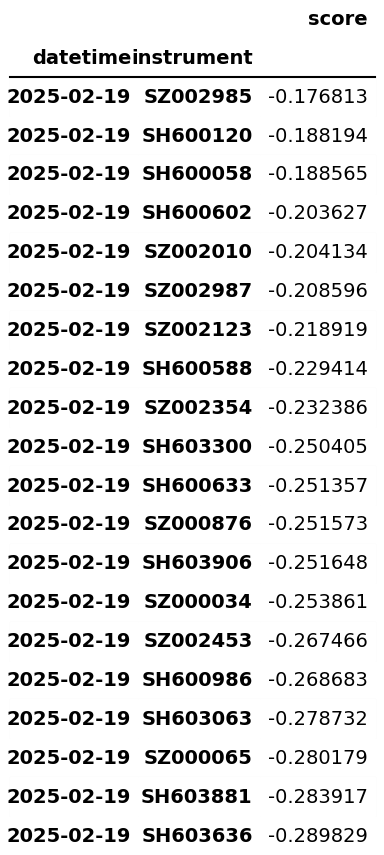 score
datetime instrument
2025-02-19 SZ002985 -0.176813
2025-02-19 SH600120 -0.188194
2025-02-19 SH600058 -0.188565
2025-02-19 SH600602 -0.203627
2025-02-19 SZ002010 -0.204134
2025-02-19 SZ002987 -0.208596
2025-02-19 SZ002123 -0.218919
2025-02-19 SH600588 -0.229414
2025-02-19 SZ002354 -0.232386
2025-02-19 SH603300 -0.250405
2025-02-19 SH600633 -0.251357
2025-02-19 SZ000876 -0.251573
2025-02-19 SH603906 -0.251648
2025-02-19 SZ000034 -0.253861
2025-02-19 SZ002453 -0.267466
2025-02-19 SH600986 -0.268683
2025-02-19 SH603063 -0.278732
2025-02-19 SZ000065 -0.280179
2025-02-19 SH603881 -0.283917
2025-02-19 SH603636 -0.289829